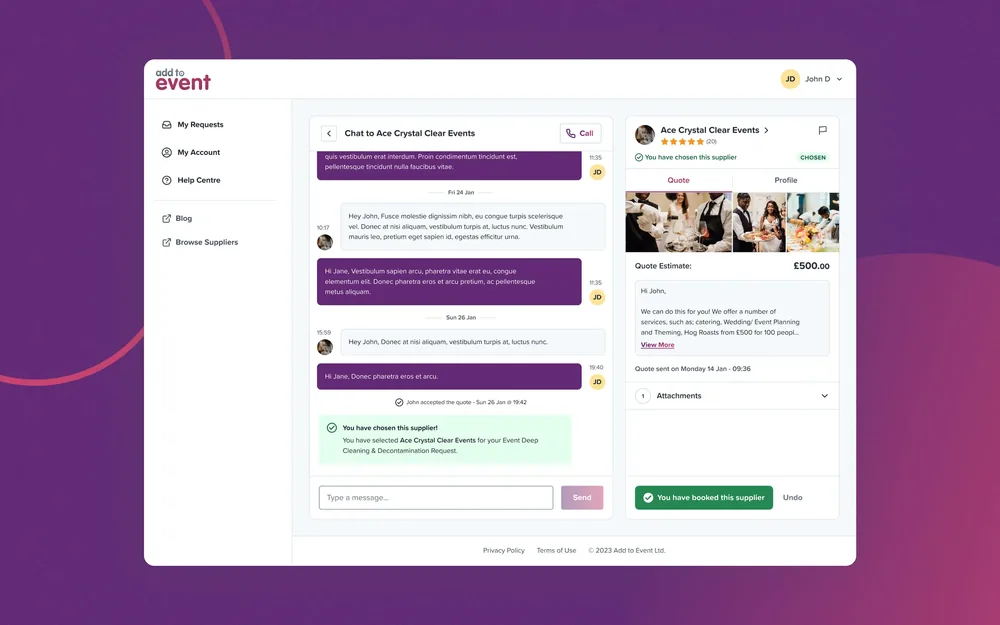 add to
event
JD
John D
My Requests
My Account
Help Centre
Blog
Browse Suppliers
Chat to Ace Crystal Clear Events
Call
quis vestibulum erat interdum. Proin condimentum tincidunt est,
pellentesque tincidunt nulla faucibus vitae.
11:35
JD
Fri 24 Jan
10:17
Hey John, Fusce molestie dignissim nibh, eu congue turpis scelerisque
vel. Donec at nisi aliquam, vestibulum turpis at, luctus nunc. Vestibulum
mauris leo, pretium eget sapien id, egestas efficitur urna.
Hi Jane, Vestibulum sapien arcu, pharetra vitae erat eu, congue
elementum elit. Donec pharetra eros et arcu pretium, ac pellentesque
metus aliquam.
11:35
JD
Sun 26 Jan
15:59
Hey John, Donec at nisi aliquam, vestibulum turpis at, luctus nunc.
Hi Jane, Donec pharetra eros et arcu.
19:40
JD
John accepted the quote - Sun 26 Jan @ 19:42
You have chosen this supplier!
You have selected Ace Crystal Clear Events for your Event Deep
Cleaning & Decontamination Request.
Type a message...
Send
Ace Crystal Clear Events
(20)
You have chosen this supplier
CHOSEN
Quote
Profile
Quote Estimate:
£500.00
Hi John,
We can do this for you! We offer a number of
services, such as; catering, Wedding/ Event Planning
and Theming, Hog Roasts from £500 for 100 peopl...
View More
Quote sent on Monday 14 Jan - 09:36
1
Attachments
You have booked this supplier
Undo
Privacy Policy
Terms of Use
© 2023 Add to Event Ltd.